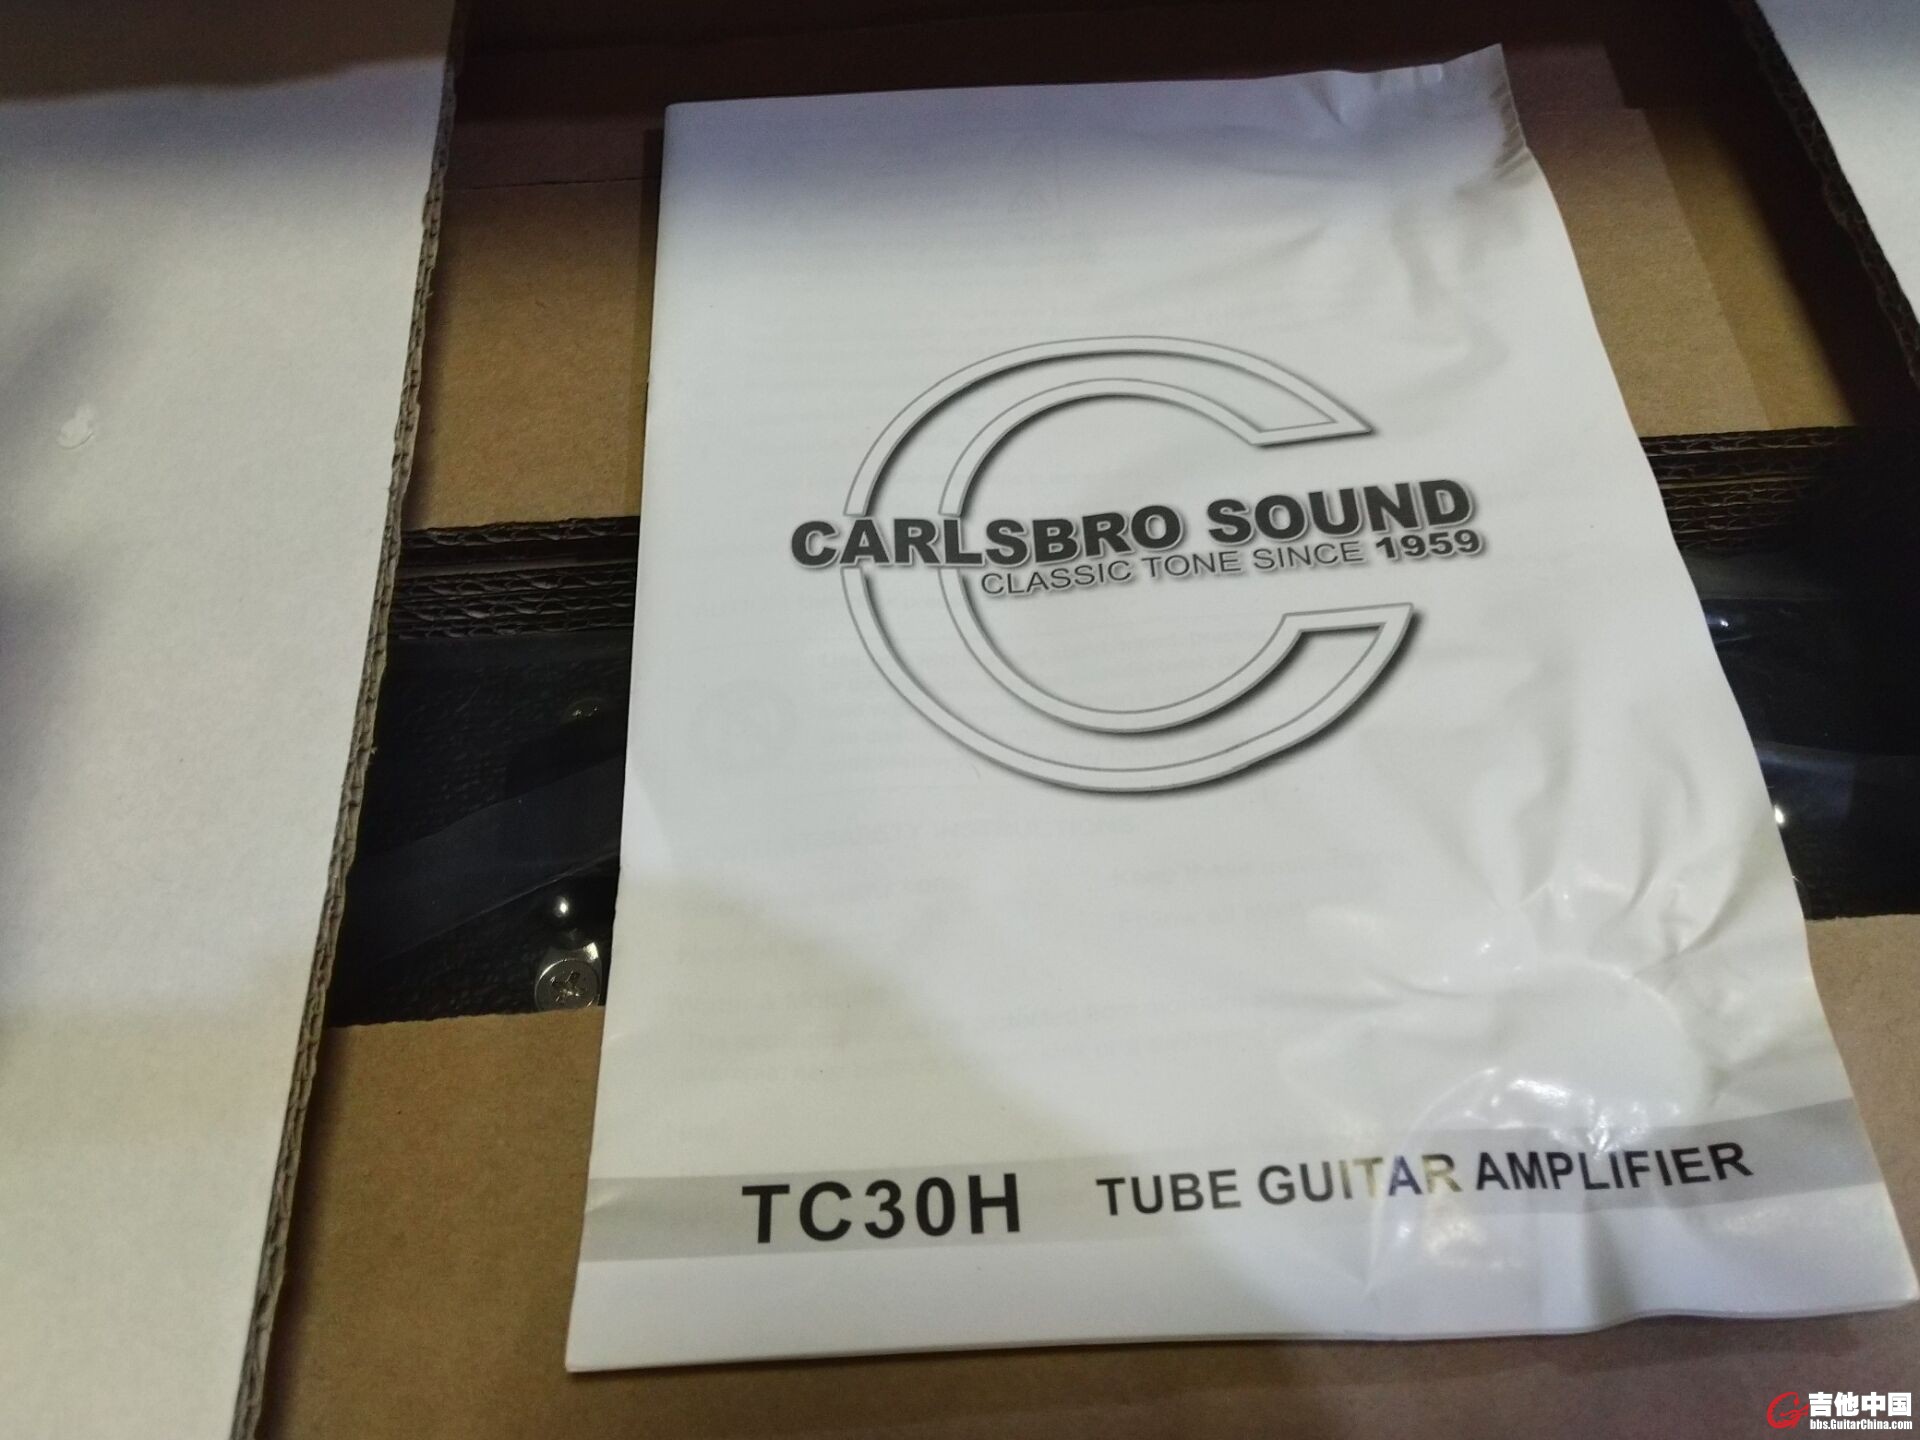 CARLSBRO SOUND
CLASSIC TONE SINCE 1959
TC30H TUBE GUITAR AMPLIFIER
吉他中国
bbs.GuitarChina.com